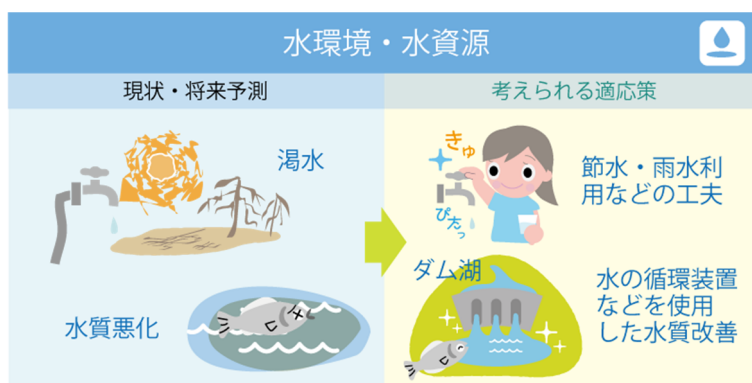 水環境・水資源
現状・将来予測
考えられる適応策
渇水
きゅ
ぴたっ
節水・雨水利
用などの工夫
水質悪化
ダム湖
水の循環装置
などを使用
した水質改善